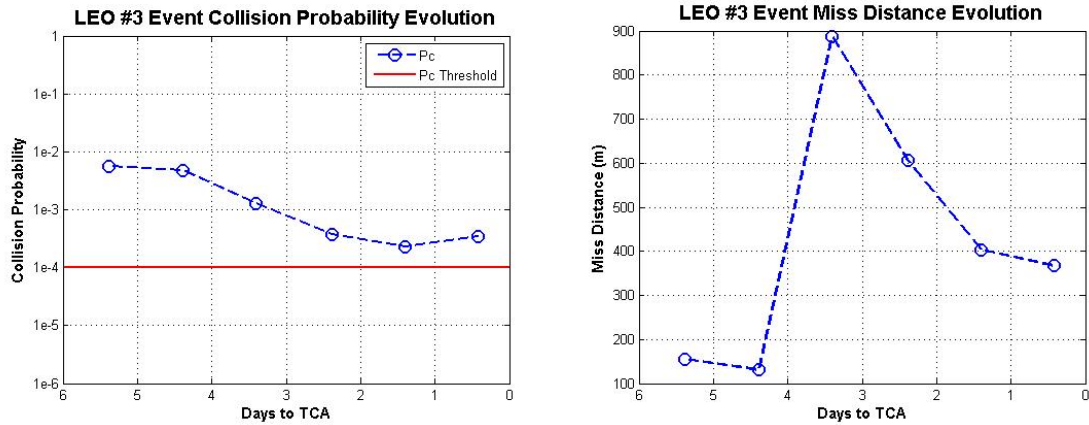 LEO #3 Event Collision Probability Evolution
1
1e-1
1e-2
1e-3
1e-4
1e-5
1e-6
Collision Probability
6 5 4 3 2 1 0
Days to TCA
Pc
Pc Threshold
LEO #3 Event Miss Distance Evolution
900
800
700
600
500
400
300
200
100
Miss Distance (m)
6 5 4 3 2 1 0
Days to TCA